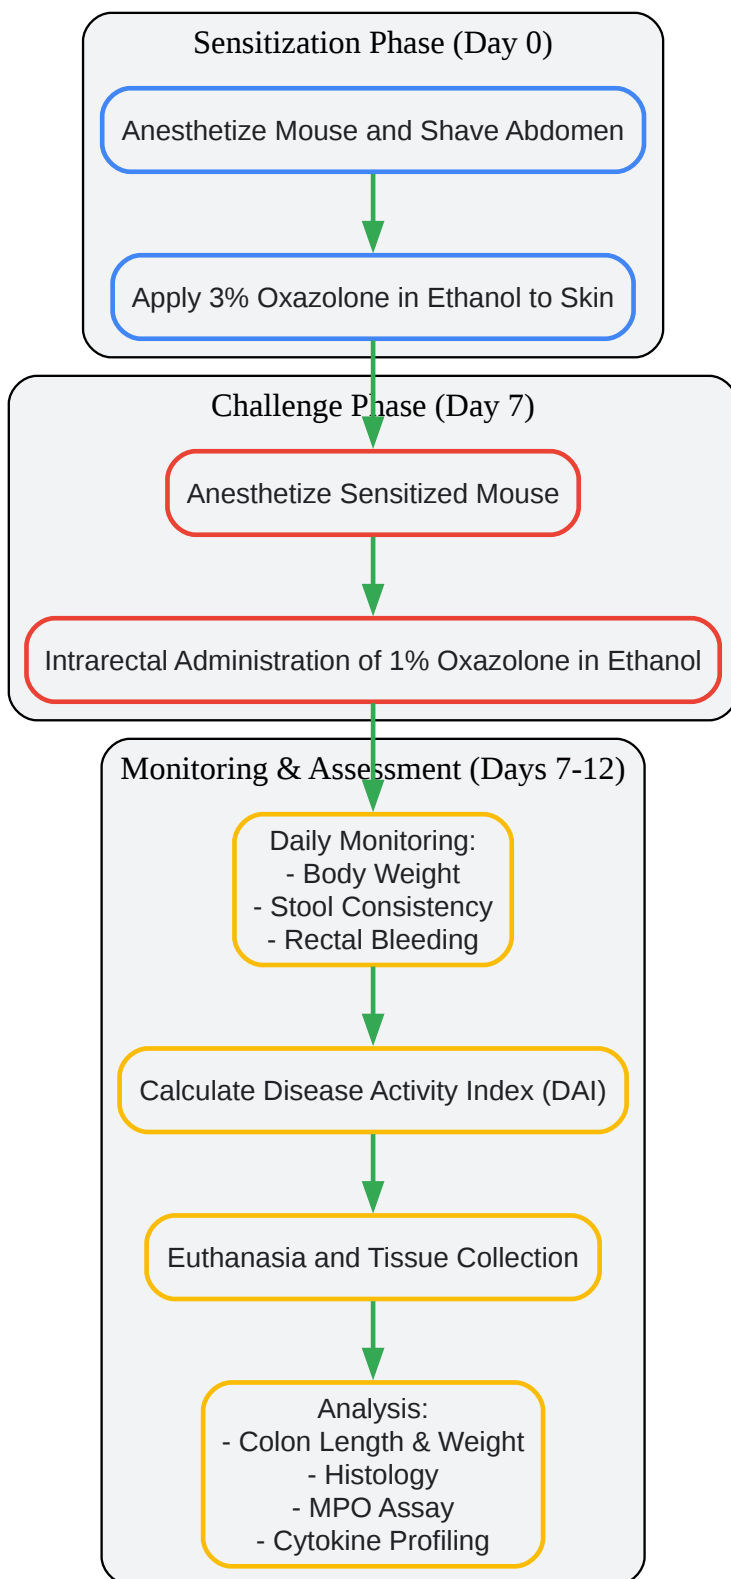 Sensitization Phase (Day 0)
Anesthetize Mouse and Shave Abdomen
Apply 3% Oxazolone in Ethanol to Skin
Challenge Phase (Day 7)
Anesthetize Sensitized Mouse
Intrarectal Administration of 1% Oxazolone in Ethanol
Monitoring & Assessment (Days 7-12)
Daily Monitoring:
- Body Weight
- Stool Consistency
- Rectal Bleeding
Calculate Disease Activity Index (DAI)
Euthanasia and Tissue Collection
Analysis:
- Colon Length & Weight
- Histology
- MPO Assay
- Cytokine Profiling